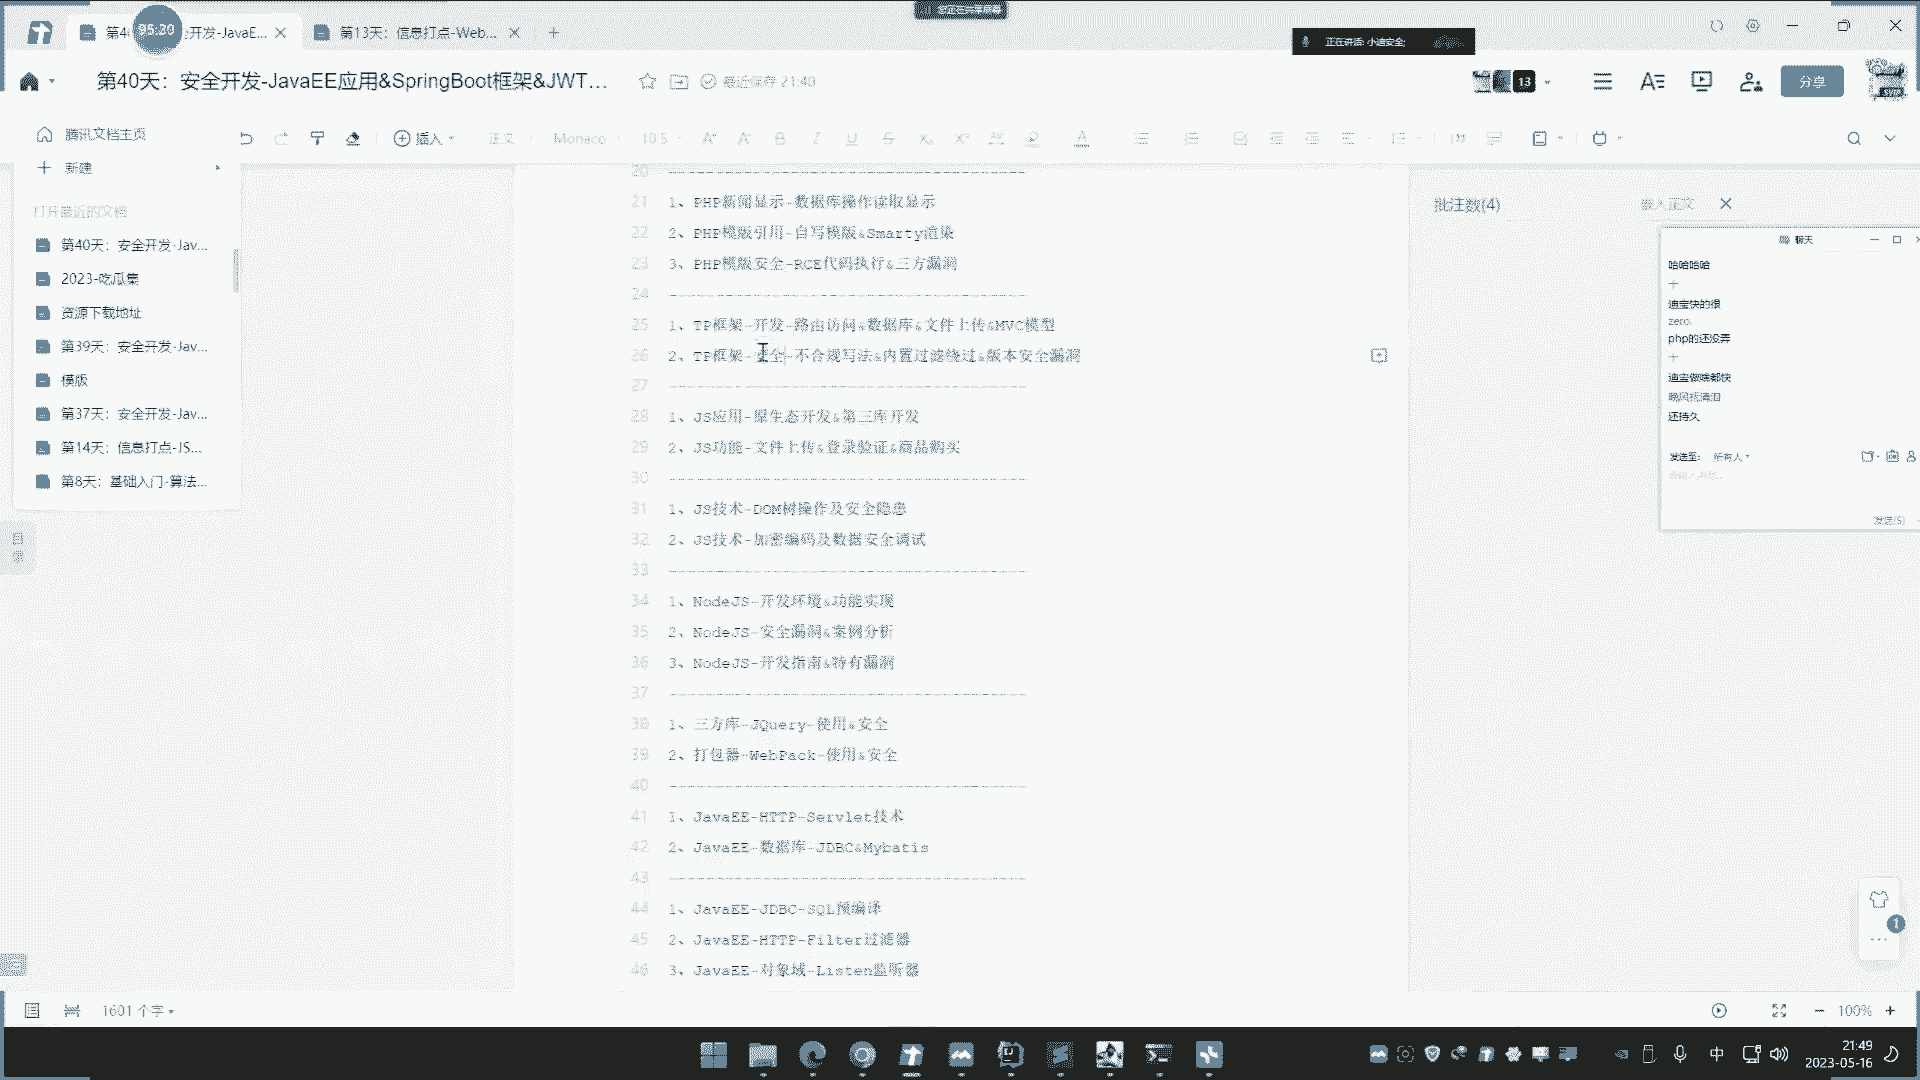 95:20
第13天：信息打点-Web...
正在讲话: 小迪安全;
第40天：安全开发-JavaEE应用&SpringBoot框架&JWT...
最近保存 21:40
13
分享
腾讯文档主页
插入
正文
Monaco
10.5
新建
打开最近的文档
第40天：安全开发-Jav...
2023-吃瓜集
资源下载地址
第39天：安全开发-Jav...
模版
第37天：安全开发-Jav...
第14天：信息打点-JS...
第8天：基础入门-算法...
20
21 1、PHP新闻显示-数据库操作读取显示
22 2、PHP模版引用-自写模版&Smarty渲染
23 3、PHP模版安全-RCE代码执行&三方漏洞
24
25 1、TP框架-开发-路由访问&数据库&文件上传&MVC模型
26 2、TP框架-安全-不合规写法&内置过滤绕过&版本安全漏洞
27
28 1、JS应用-原生态开发&第三库开发
29 2、JS功能-文件上传&登录验证&商品购买
30
31 1、JS技术-DOM树操作及安全隐患
32 2、JS技术-加密编码及数据安全调试
33
34 1、NodeJS-开发环境&功能实现
35 2、NodeJS-安全漏洞&案例分析
36 3、NodeJS-开发指南&特有漏洞
37
38 1、三方库-JQuery-使用&安全
39 2、打包器-WebPack-使用&安全
40
41 1、JavaEE-HTTP-Servlet技术
42 2、JavaEE-数据库-JDBC&Mybatis
43
44 1、JavaEE-JDBC-SQL预编译
45 2、JavaEE-HTTP-Filter过滤器
46 3、JavaEE-对象域-Listen监听器
批注数(4)
嵌入正文
聊天
哈哈哈哈
迪宝快的很
zero.
php的还没弄
迪宝做啥都快
晚风抚清泪
还持久
发送至: 所有人
发送(S)
目录
1
1601 个字
100%
中
21:49
2023-05-16